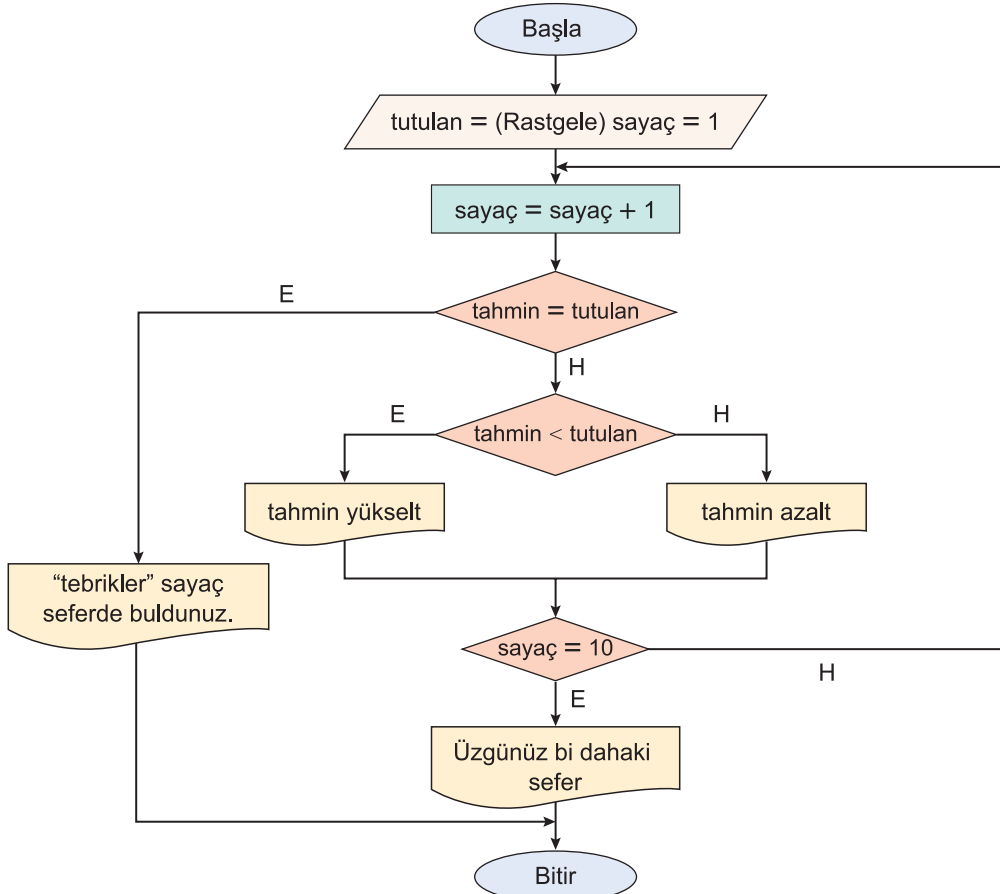 Başla
tutulan = (Rastgele) sayaç = 1
sayaç = sayaç + 1
E
tahmin = tutulan
H
E
tahmin < tutulan
H
tahmin yükselt
tahmin azalt
“tebrikler” sayaç
seferde buldunuz.
sayaç = 10
H
E
Üzgünüz bi dahaki
sefer
Bitir